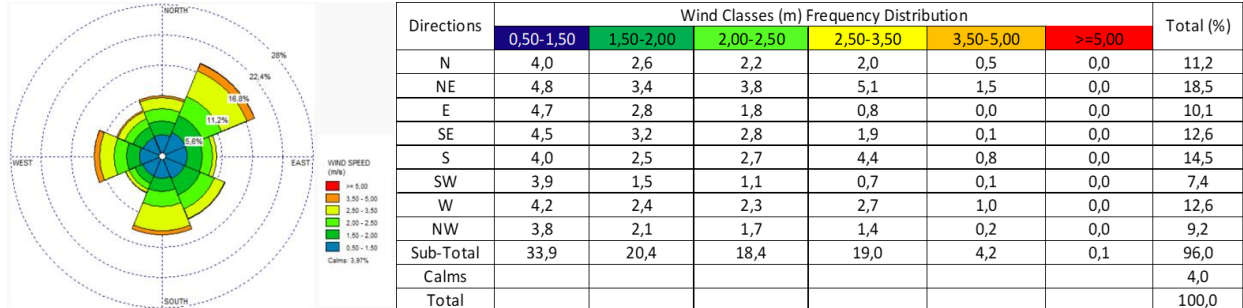 NORTH
28%
22,4%
16,8%
11,2%
5,6%
WEST
EAST
SOUTH
WIND SPEED
(m/s)
>= 5,00
3,50 - 5,00
2,50 - 3,50
2,00 - 2,50
1,50 - 2,00
0,50 - 1,50
Calms: 3,97%
Directions Wind Classes (m) Frequency Distribution Total (%)
0,50-1,50 1,50-2,00 2,00-2,50 2,50-3,50 3,50-5,00 >=5,00
N 4,0 2,6 2,2 2,0 0,5 0,0 11,2
NE 4,8 3,4 3,8 5,1 1,5 0,0 18,5
E 4,7 2,8 1,8 0,8 0,0 0,0 10,1
SE 4,5 3,2 2,8 1,9 0,1 0,0 12,6
S 4,0 2,5 2,7 4,4 0,8 0,0 14,5
SW 3,9 1,5 1,1 0,7 0,1 0,0 7,4
W 4,2 2,4 2,3 2,7 1,0 0,0 12,6
NW 3,8 2,1 1,7 1,4 0,2 0,0 9,2
Sub-Total 33,9 20,4 18,4 19,0 4,2 0,1 96,0
Calms 4,0
Total 100,0